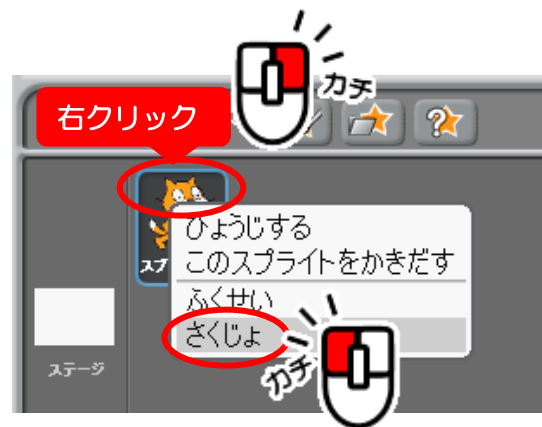 カチ
右クリック
ひょうじする
スプ
このスプライトをかきだす
ふくせい
さくじょ
カチ
ステージ